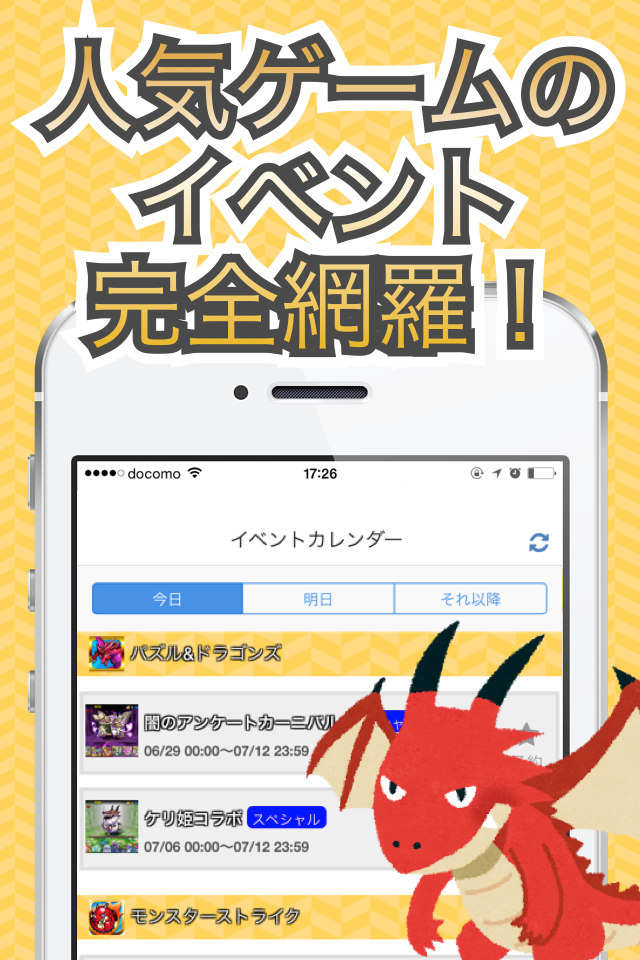 人気ゲームの
イベント
完全網羅！
docomo 17:26
イベントカレンダー
今日 明日 それ以降
パズル&ドラゴンズ
闇のアンケートカーニバル
06/29 00:00〜07/12 23:59
ケリ姫コラボ スペシャル
07/06 00:00〜07/12 23:59
モンスターストライク